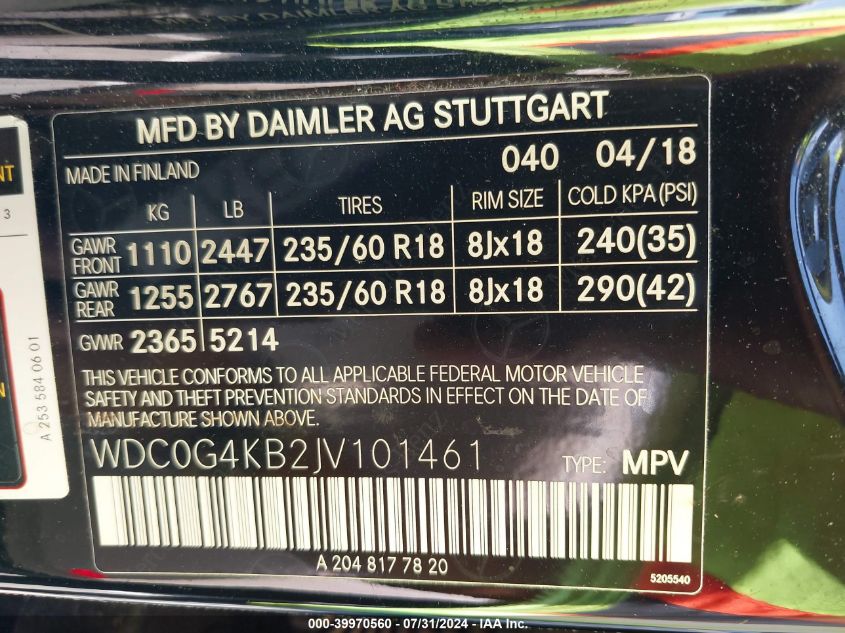 MFD BY DAIMLER AG STUTTGART
MADE IN FINLAND 040 04/18
KG LB TIRES RIM SIZE COLD KPA (PSI)
GAWR FRONT 1110 2447 235/60 R18 8Jx18 240(35)
GAWR REAR 1255 2767 235/60 R18 8Jx18 290(42)
GVWR 2365 5214
THIS VEHICLE CONFORMS TO ALL APPLICABLE FEDERAL MOTOR VEHICLE
SAFETY AND THEFT PREVENTION STANDARDS IN EFFECT ON THE DATE OF
MANUFACTURE SHOWN ABOVE.
WDC0G4KB2JV101461 TYPE: MPV
A 204 817 78 20
5205540
NT
3
A 253 584 06 01
N
000-39970560 - 07/31/2024 - IAA Inc.